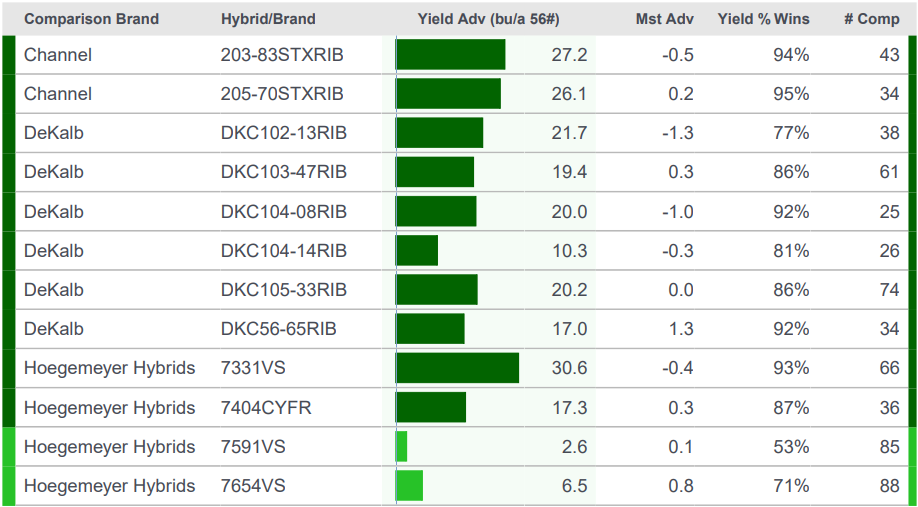 Comparison Brand Hybrid/Brand Yield Adv (bu/a 56#) Mst Adv Yield % Wins # Comp
Channel 203-83STXRIB 27.2 -0.5 94% 43
Channel 205-70STXRIB 26.1 0.2 95% 34
DeKalb DKC102-13RIB 21.7 -1.3 77% 38
DeKalb DKC103-47RIB 19.4 0.3 86% 61
DeKalb DKC104-08RIB 20.0 -1.0 92% 25
DeKalb DKC104-14RIB 10.3 -0.3 81% 26
DeKalb DKC105-33RIB 20.2 0.0 86% 74
DeKalb DKC56-65RIB 17.0 1.3 92% 34
Hoegemeyer Hybrids 7331VS 30.6 -0.4 93% 66
Hoegemeyer Hybrids 7404CYFR 17.3 0.3 87% 36
Hoegemeyer Hybrids 7591VS 2.6 0.1 53% 85
Hoegemeyer Hybrids 7654VS 6.5 0.8 71% 88